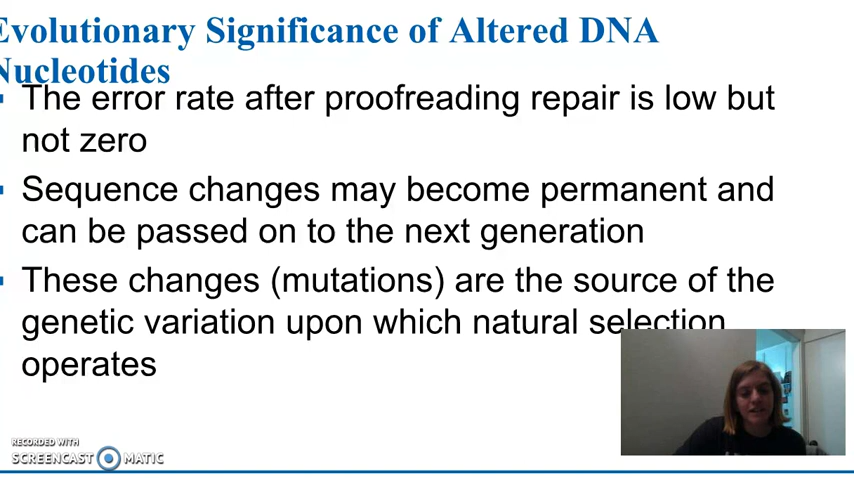 Evolutionary Significance of Altered DNA
Nucleotides
▪ The error rate after proofreading repair is low but
not zero
▪ Sequence changes may become permanent and
can be passed on to the next generation
▪ These changes (mutations) are the source of the
genetic variation upon which natural selection
operates
RECORDED WITH
SCREENCAST MATIC